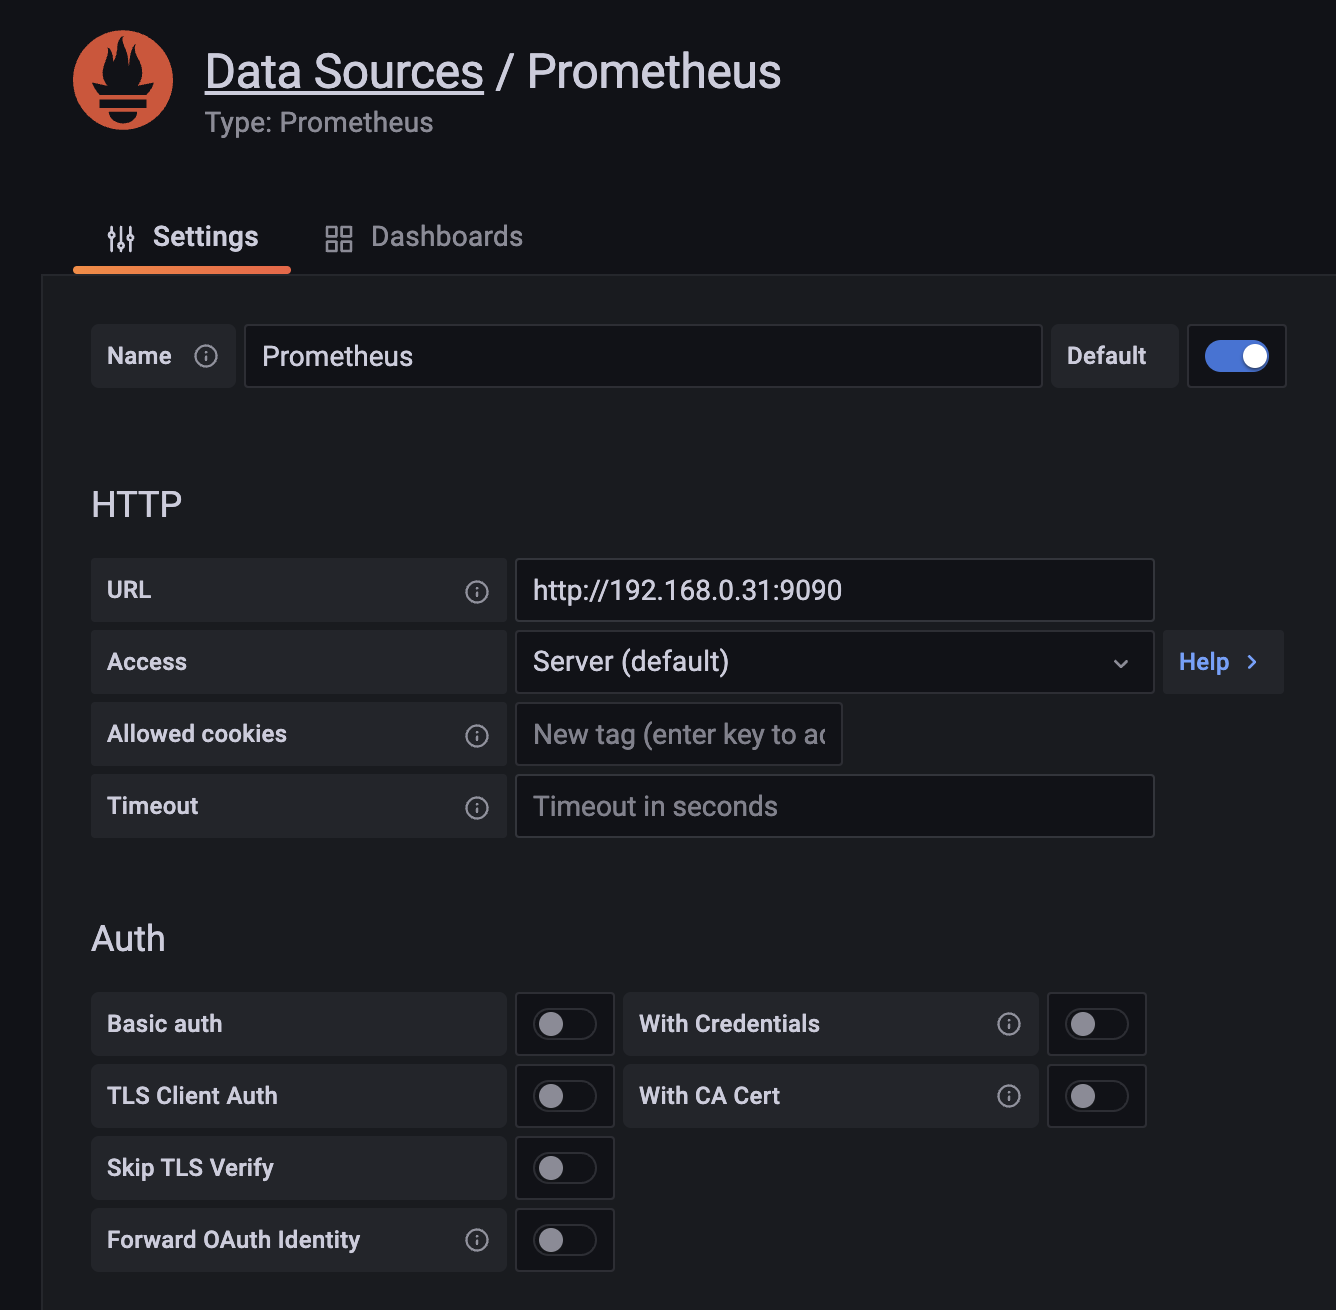 Data Sources / Prometheus
Type: Prometheus
Settings
Dashboards
Name
Prometheus
Default
HTTP
URL
http://192.168.0.31:9090
Access
Server (default)
Help
Allowed cookies
New tag (enter key to ac
Timeout
Timeout in seconds
Auth
Basic auth
With Credentials
TLS Client Auth
With CA Cert
Skip TLS Verify
Forward OAuth Identity